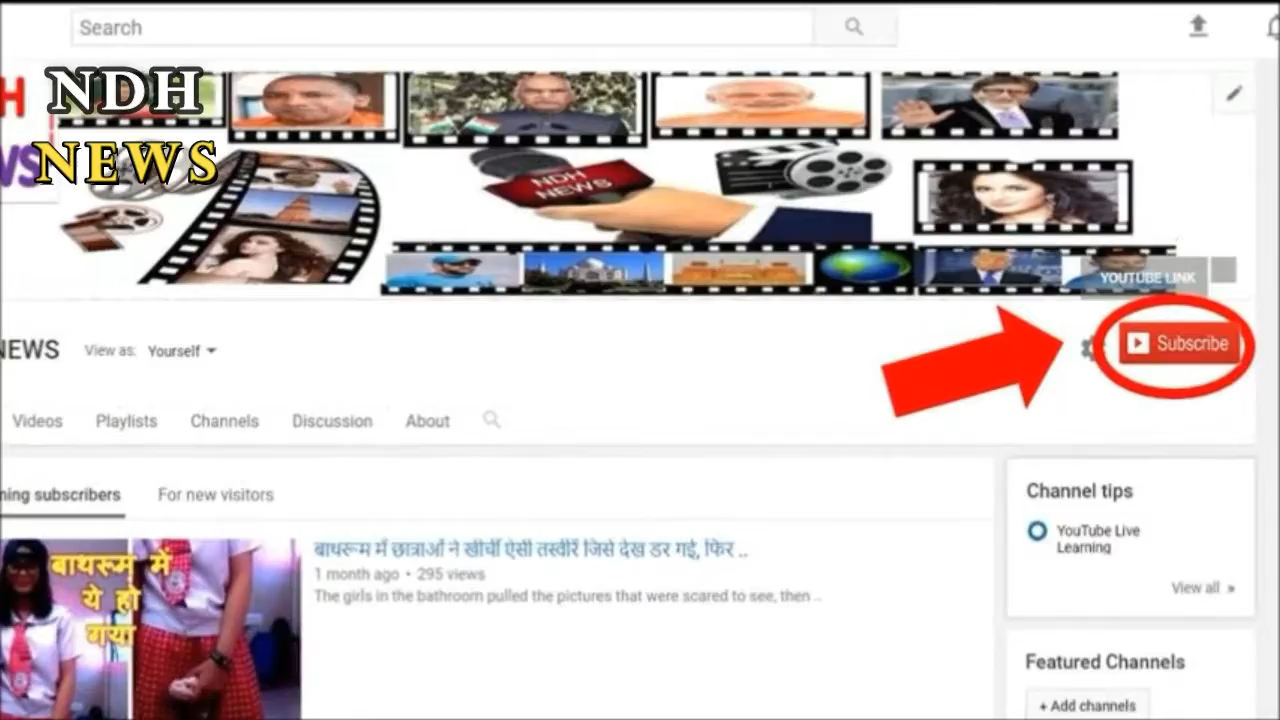 Search
H
NDH
WS
NEWS
NDH
NEWS
YOUTUBE LINK
NEWS
View as: Yourself
Subscribe
Videos
Playlists
Channels
Discussion
About
ning subscribers
For new visitors
Channel tips
YouTube Live
Learning
View all »
बाथरूम में
ये हो
गया
बाथरूम में छात्राओं ने खींचीं ऐसी तस्वीरें जिसे देख डर गई, फिर ..
1 month ago • 295 views
The girls in the bathroom pulled the pictures that were scared to see, then ..
Featured Channels
+ Add channels